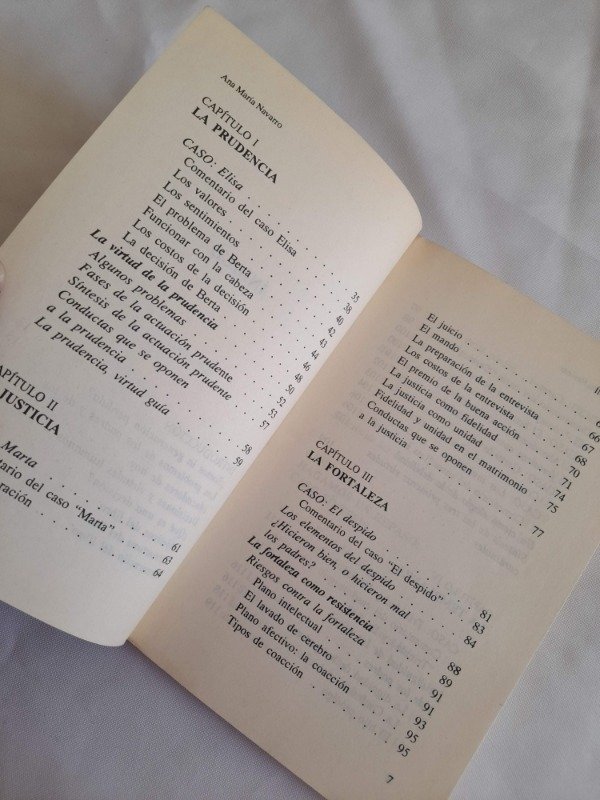 Ana María Navarro
CAPÍTULO I
LA PRUDENCIA
CASO: Elisa . . . . . . . . . . 35
Comentario del caso Elisa 38
Los valores . . . . . . . . . . 40
Los sentimientos . . . . . . . . . . 42
El problema de Berta . . . . . . . . . . 43
Funcionar con la cabeza . . . . . . . . . . 44
Los costos de la decisión . . . . . . . . . . 46
La decisión de Berta . . . . . . . . . . 48
La virtud de la prudencia . . . . . . . . . . 50
Algunos problemas . . . . . . . . . . 52
Fases de la actuación prudente . . . . . 53
Síntesis de la actuación prudente . . . . . 57
Conductas que se oponen
a la prudencia . . . . . . . . . . 58
La prudencia, virtud guía . . . . . . . . . . 59
CAPÍTULO II
JUSTICIA
Marta . . . . . . . . . . 61
tario del caso "Marta" . . . . . 63
ración . . . . . . . . . . 64
El juicio . . . . . . . . . .
El mando . . . . . . . . . .
La preparación de la entrevista . . . . . 67
Los costos de la entrevista . . . . . 68
El premio de la buena acción . . . . . 70
La justicia como fidelidad . . . . . 71
La justicia como unidad . . . . . 74
Fidelidad y unidad en el matrimonio 75
Conductas que se oponen
a la justicia . . . . . . . . . . 77
CAPÍTULO III
LA FORTALEZA
CASO: El despido . . . . . . . . . . 81
Comentario del caso "El despido" . . . 83
Los elementos del despido . . . . . 84
¿Hicieron bien, o hicieron mal
los padres? . . . . . . . . . . 88
La fortaleza como resistencia . . . . . 89
Riesgos contra la fortaleza . . . . . 91
Plano intelectual . . . . . . . . . . 91
El lavado de cerebro . . . . . . . . . . 93
Plano afectivo: la coacción . . . . . 95
Tipos de coacción . . . . . . . . . . 95
7